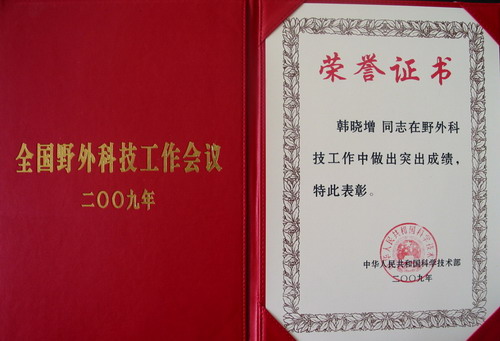 全国野外科技工作会议
二〇〇九年
荣誉证书
韩晓增 同志在野外科
技工作中做出突出成绩，
特此表彰。
中华人民共和国科学技术部
二〇〇九年